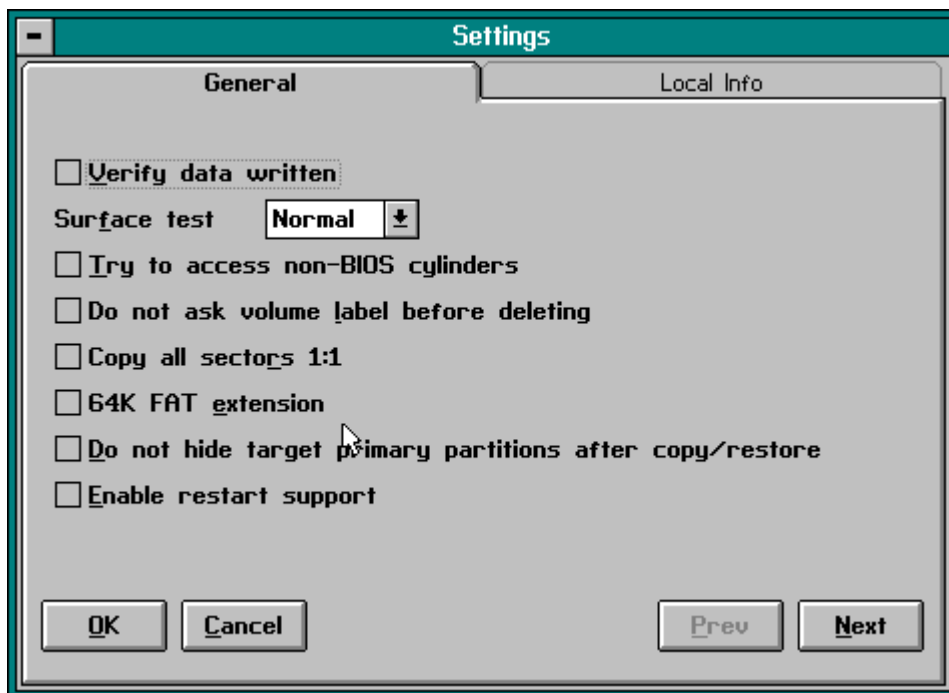 Settings
General Local Info
Verify data written
Surface test Normal
Try to access non-BIOS cylinders
Do not ask volume label before deleting
Copy all sectors 1:1
64K FAT extension
Do not hide target primary partitions after copy/restore
Enable restart support
OK Cancel Prev Next